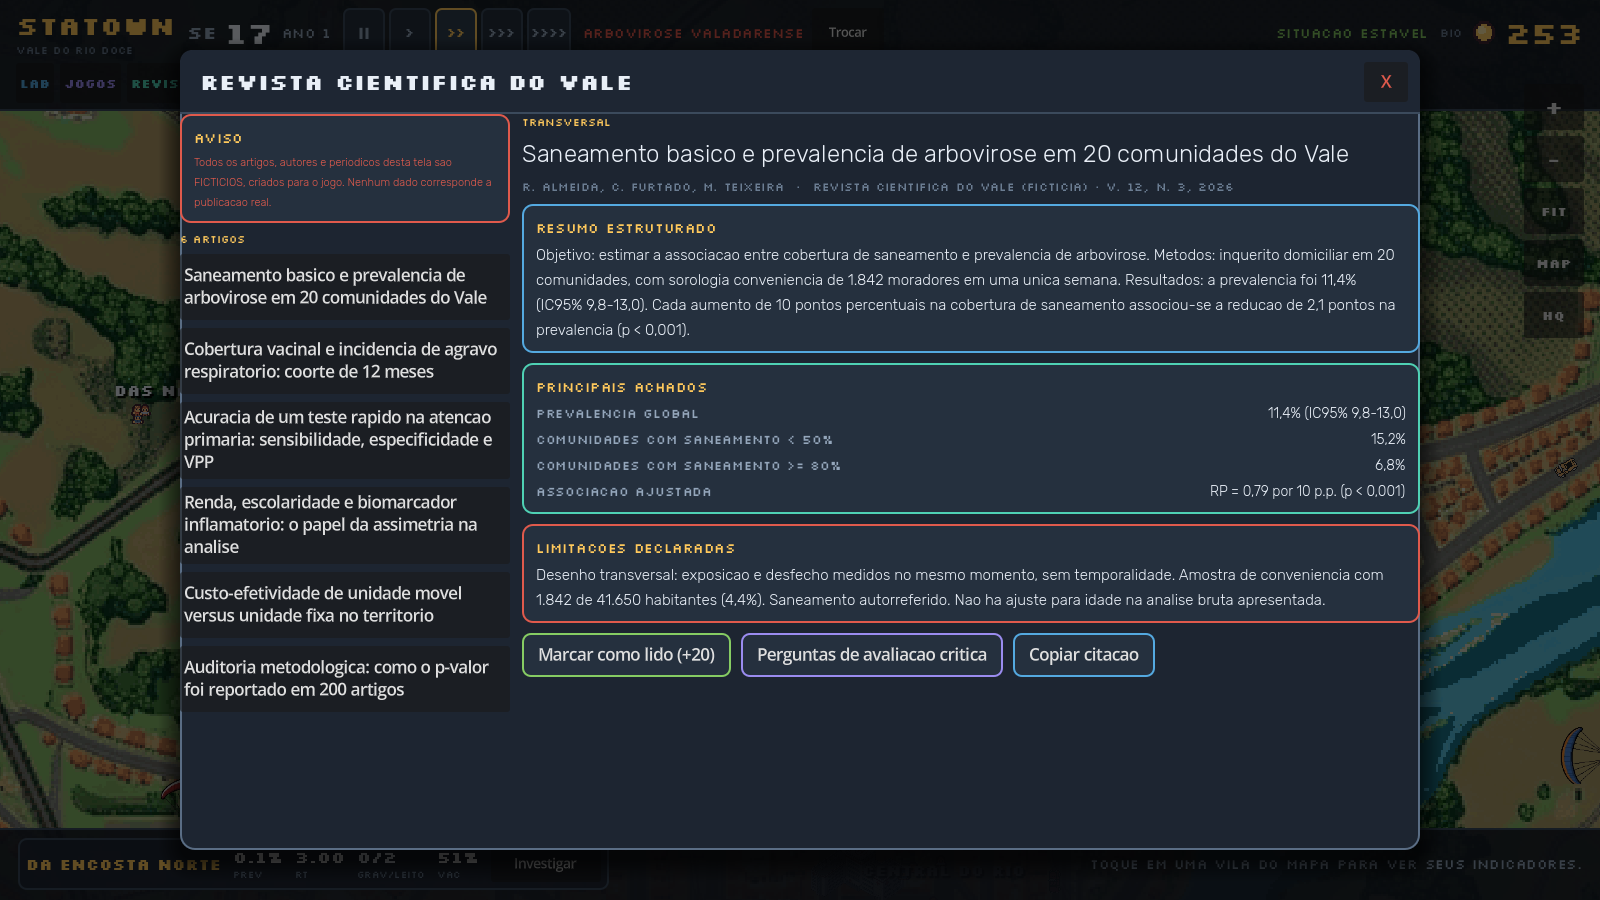 STATOWN
VALE DO RIO DOCE
SE 17 ANO 1
II > >> >>> >>>>
ARBOVIROSE VALADARENSE
Trocar
SITUACAO ESTAVEL
BIO
253
LAB JOGOS REVIS
REVISTA CIENTIFICA DO VALE
X
AVISO
Todos os artigos, autores e periodicos desta tela sao
FICTICIOS, criados para o jogo. Nenhum dado corresponde a
publicacao real.
6 ARTIGOS
Saneamento basico e prevalencia de
arbovirose em 20 comunidades do Vale
Cobertura vacinal e incidencia de agravo
respiratorio: coorte de 12 meses
Acuracia de um teste rapido na atencao
primaria: sensibilidade, especificidade e
VPP
Renda, escolaridade e biomarcador
inflamatorio: o papel da assimetria na
analise
Custo-efetividade de unidade movel
versus unidade fixa no territorio
Auditoria metodologica: como o p-valor
foi reportado em 200 artigos
TRANSVERSAL
Saneamento basico e prevalencia de arbovirose em 20 comunidades do Vale
R. ALMEIDA, C. FURTADO, M. TEIXEIRA · REVISTA CIENTIFICA DO VALE (FICTICIA) · V. 12, N. 3, 2026
RESUMO ESTRUTURADO
Objetivo: estimar a associacao entre cobertura de saneamento e prevalencia de arbovirose. Metodos: inquerito domiciliar em 20
comunidades, com sorologia conveniencia de 1.842 moradores em uma unica semana. Resultados: a prevalencia foi 11,4%
(IC95% 9,8-13,0). Cada aumento de 10 pontos percentuais na cobertura de saneamento associou-se a reducao de 2,1 pontos na
prevalencia (p < 0,001).
PRINCIPAIS ACHADOS
PREVALENCIA GLOBAL 11,4% (IC95% 9,8-13,0)
COMUNIDADES COM SANEAMENTO < 50% 15,2%
COMUNIDADES COM SANEAMENTO >= 80% 6,8%
ASSOCIACAO AJUSTADA RP = 0,79 por 10 p.p. (p < 0,001)
LIMITACOES DECLARADAS
Desenho transversal: exposicao e desfecho medidos no mesmo momento, sem temporalidade. Amostra de conveniencia com
1.842 de 41.650 habitantes (4,4%). Saneamento autorreferido. Nao ha ajuste para idade na analise bruta apresentada.
Marcar como lido (+20)
Perguntas de avaliacao critica
Copiar citacao
+
-
FIT
MAP
HQ
DAS N
DA ENCOSTA NORTE
0.1% 3.00 0/2 51%
PREV RT GRAV/LEITO VAC
Investigar
TOQUE EM UMA VILA DO MAPA PARA VER SEUS INDICADORES.